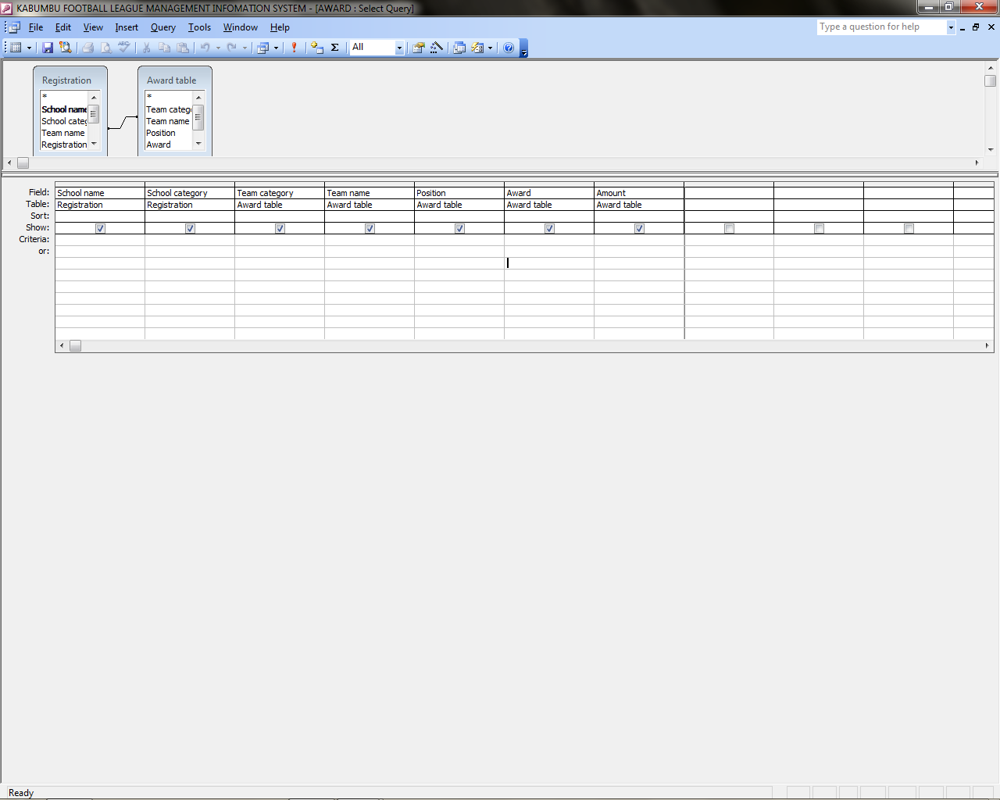 KABUMBU FOOTBALL LEAGUE MANAGEMENT INFOMATION SYSTEM - [AWARD : Select Query]
File Edit View Insert Query Tools Window Help Type a question for help
All
Registration
*
School name
School categ
Team name
Registration
Award table
*
Team catego
Team name
Position
Award
Field: School name School category Team category Team name Position Award Amount
Table: Registration Registration Award table Award table Award table Award table Award table
Sort:
Show:
Criteria:
or:
Ready